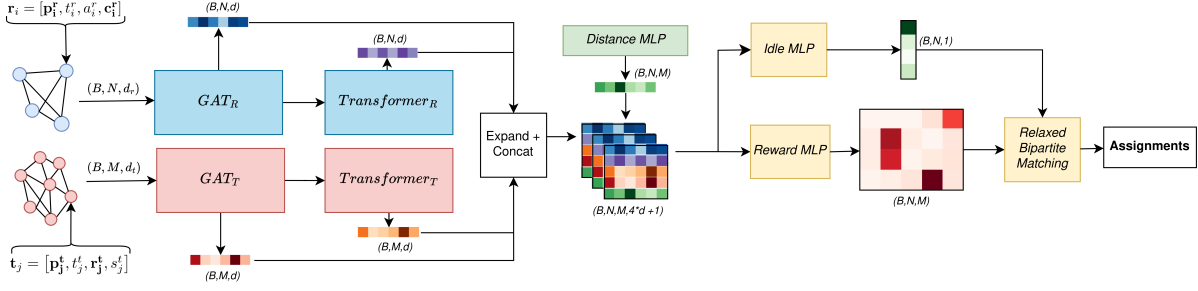 r_i = [p_i^r, t_i^r, a_i^r, c_i^r]
(B,N,d)
(B,N,d)
(B, N, d_r)
GAT_R
Transformer_R
Distance MLP
(B,N,M)
Idle MLP
(B,N,1)
Expand +
Concat
Reward MLP
Relaxed
Bipartite
Matching
Assignments
(B, M, d_t)
GAT_T
Transformer_T
(B,N,M,4*d +1)
(B,N,M)
(B,M,d)
(B,M,d)
t_j = [p_j^t, t_j^t, r_j^t, s_j^t]